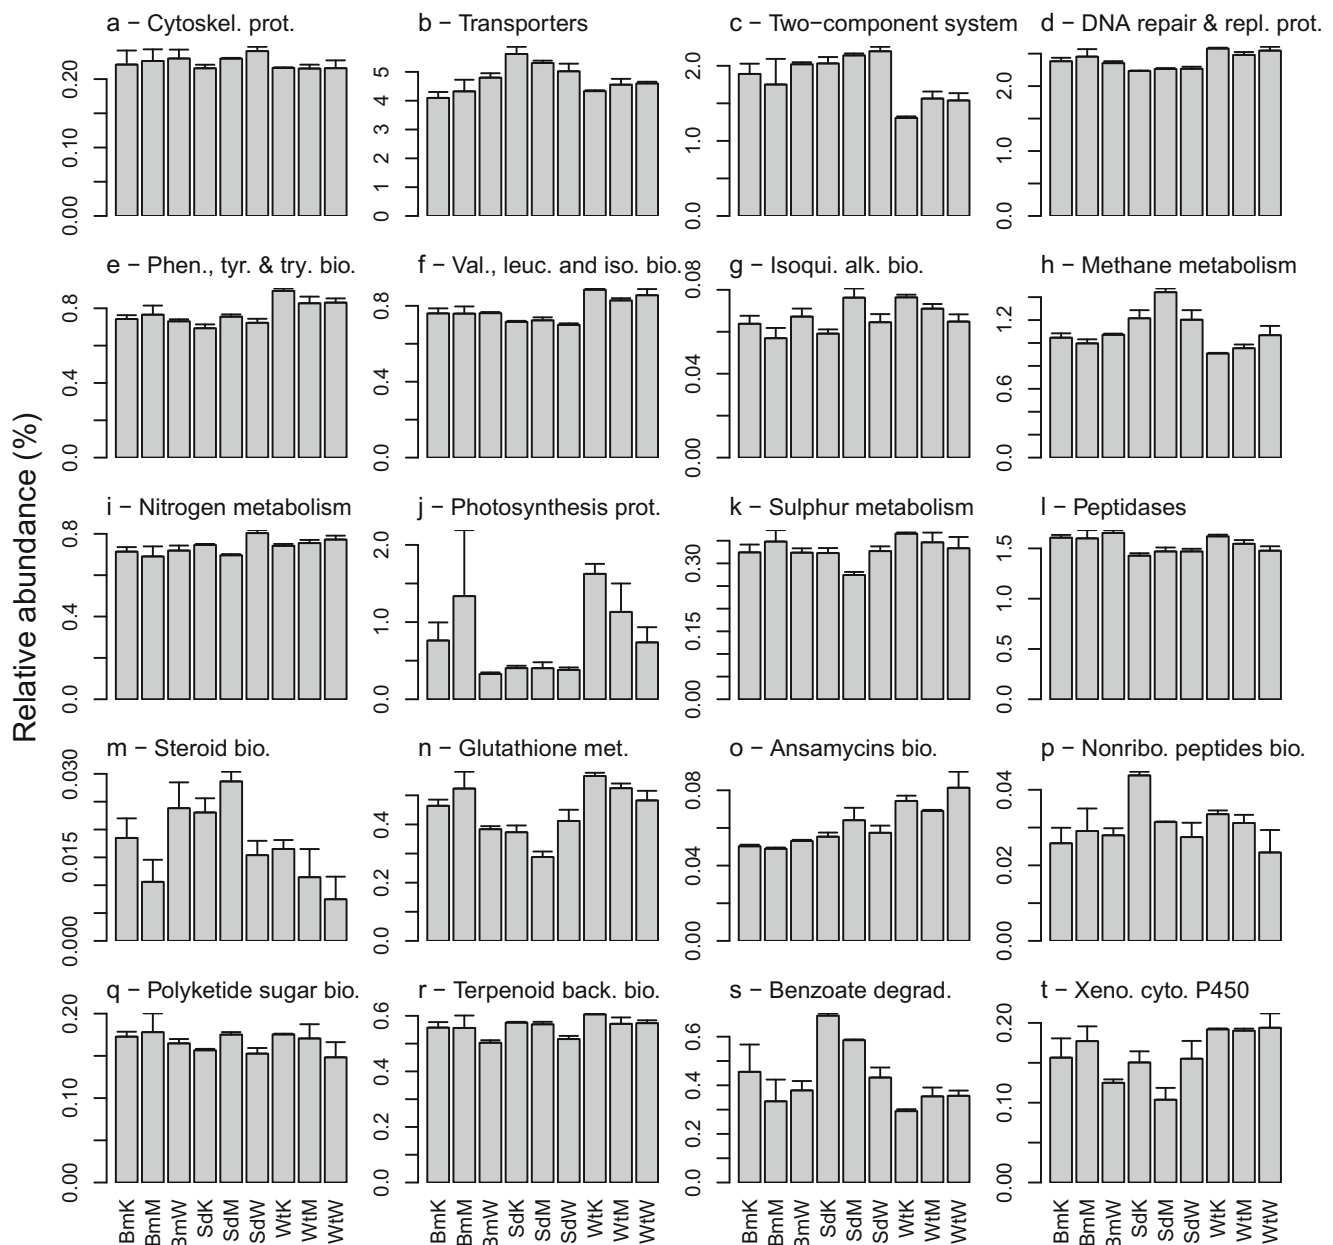 a − Cytoskel. prot.
b − Transporters
c − Two−component system
d − DNA repair & repl. prot.
0.00 0.10 0.20
0 1 2 3 4 5
0.0 1.0 2.0
0.0 1.0 2.0
e − Phen., tyr. & try. bio.
f − Val., leuc. and iso. bio.
g − Isoqui. alk. bio.
h − Methane metabolism
0.0 0.4 0.8
0.0 0.4 0.8
0.00 0.04 0.08
0.0 0.6 1.2
Relative abundance (%)
i − Nitrogen metabolism
j − Photosynthesis prot.
k − Sulphur metabolism
l − Peptidases
0.0 0.4 0.8
0.0 1.0 2.0
0.00 0.15 0.30
0.0 0.5 1.0 1.5
m − Steroid bio.
n − Glutathione met.
o − Ansamycins bio.
p − Nonribo. peptides bio.
0.000 0.015 0.030
0.0 0.2 0.4
0.00 0.04 0.08
0.00 0.02 0.04
q − Polyketide sugar bio.
r − Terpenoid back. bio.
s − Benzoate degrad.
t − Xeno. cyto. P450
0.00 0.10 0.20
0.0 0.2 0.4 0.6
0.0 0.2 0.4 0.6
0.00 0.10 0.20
BmK BmM BmW SdK SdM SdW WtK WtM WtW
BmK BmM BmW SdK SdM SdW WtK WtM WtW
BmK BmM BmW SdK SdM SdW WtK WtM WtW
BmK BmM BmW SdK SdM SdW WtK WtM WtW